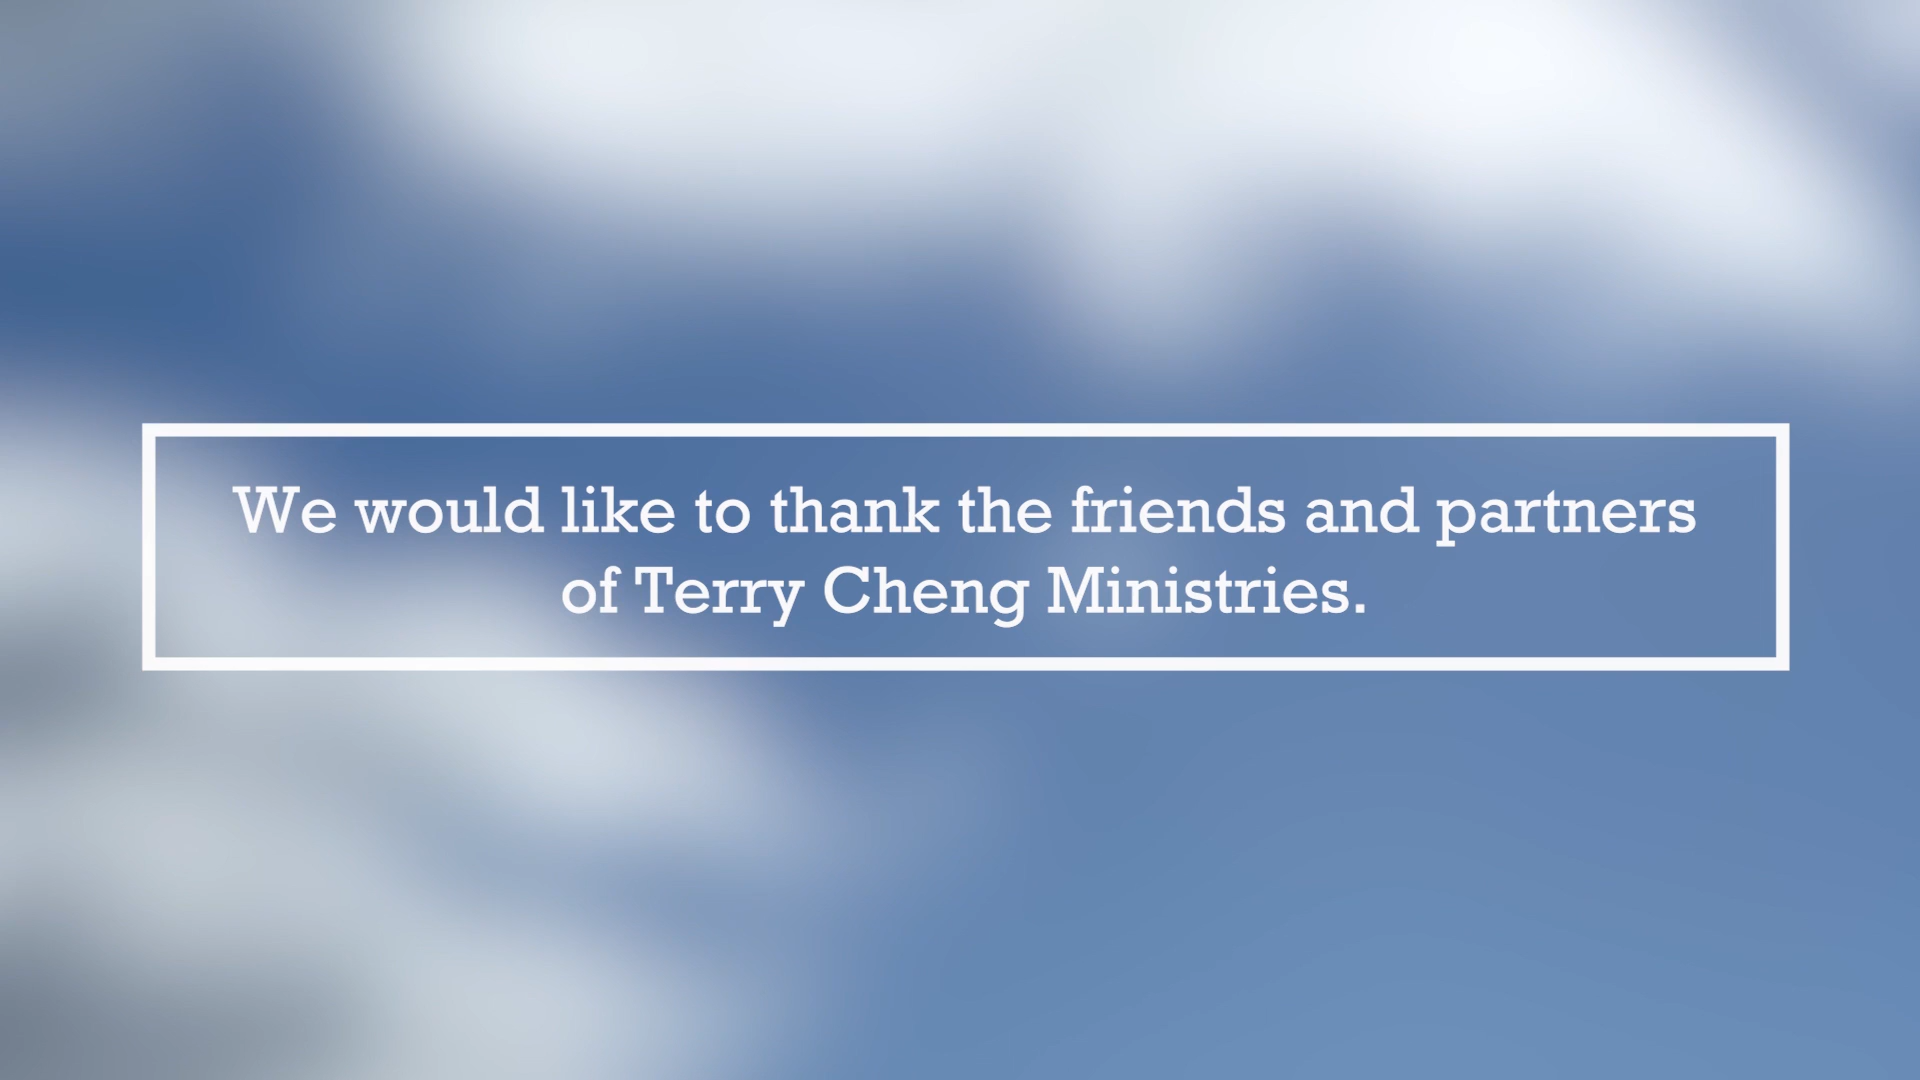 We would like to thank the friends and partners
of Terry Cheng Ministries.